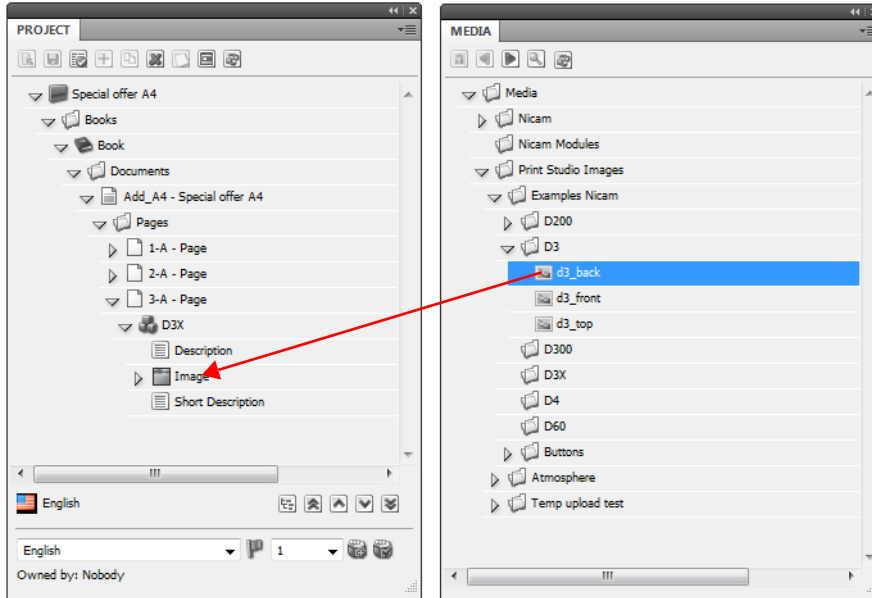 PROJECT
Special offer A4
Books
Book
Documents
Add_A4 - Special offer A4
Pages
1-A - Page
2-A - Page
3-A - Page
D3X
Description
Image
Short Description
English
English
1
Owned by: Nobody
MEDIA
Media
Nicam
Nicam Modules
Print Studio Images
Examples Nicam
D200
D3
d3_back
d3_front
d3_top
D300
D3X
D4
D60
Buttons
Atmosphere
Temp upload test